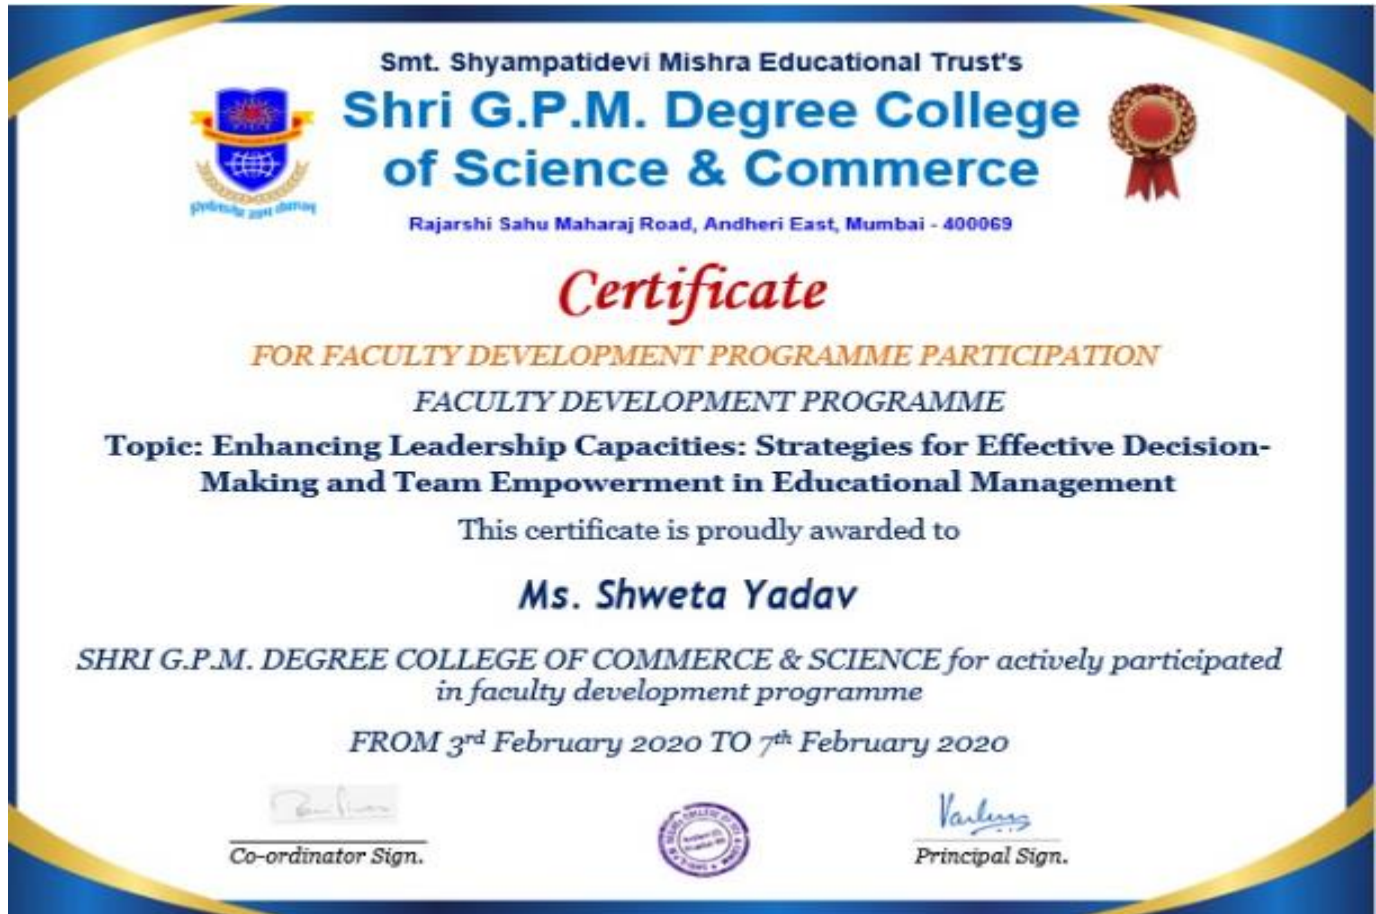 Smt. Shyampatidevi Mishra Educational Trust's
Shri G.P.M. Degree College
of Science & Commerce
Rajarshi Sahu Maharaj Road, Andheri East, Mumbai - 400069
Certificate
FOR FACULTY DEVELOPMENT PROGRAMME PARTICIPATION
FACULTY DEVELOPMENT PROGRAMME
Topic: Enhancing Leadership Capacities: Strategies for Effective Decision-
Making and Team Empowerment in Educational Management
This certificate is proudly awarded to
Ms. Shweta Yadav
SHRI G.P.M. DEGREE COLLEGE OF COMMERCE & SCIENCE for actively participated
in faculty development programme
FROM 3rd February 2020 TO 7th February 2020
Co-ordinator Sign.
Principal Sign.